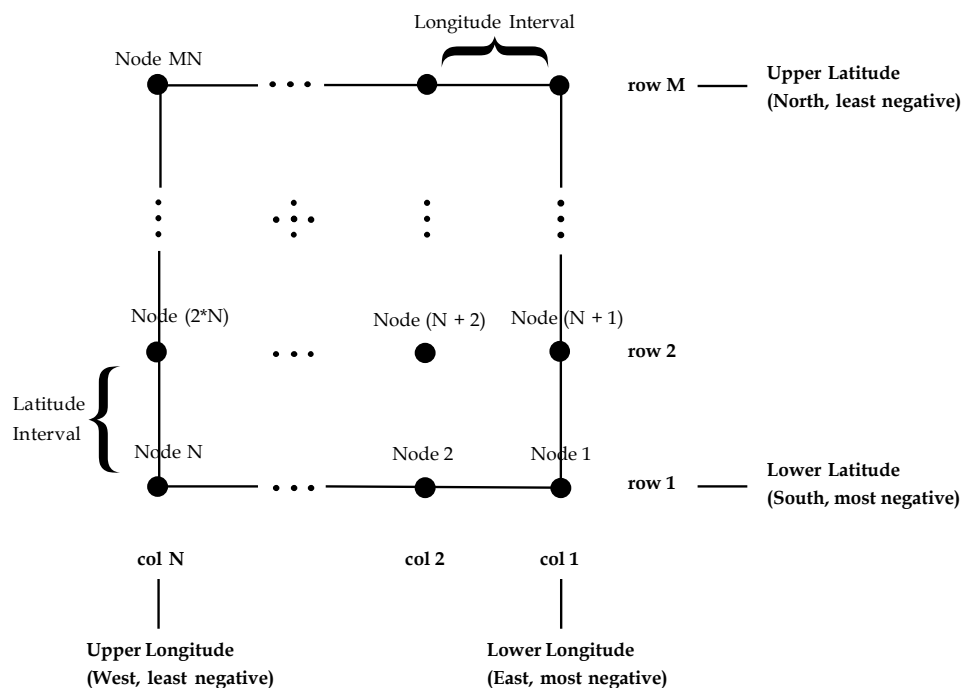 Longitude Interval
Node MN
row M
Upper Latitude
(North, least negative)
Node (2*N)
Node (N + 2)
Node (N + 1)
row 2
Latitude
Interval
Node N
Node 2
Node 1
row 1
Lower Latitude
(South, most negative)
col N
col 2
col 1
Upper Longitude
(West, least negative)
Lower Longitude
(East, most negative)